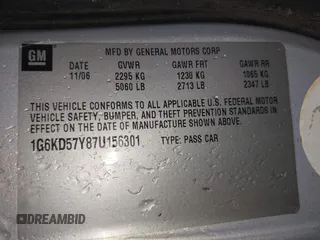 GM
MFD BY GENERAL MOTORS CORP
DATE GVWR GAWR FRT GAWR RR
11/06 2295 KG 1230 KG 1065 KG
5060 LB 2713 LB 2347 LB
THIS VEHICLE CONFORMS TO ALL APPLICABLE U.S. FEDERAL MOTOR
VEHICLE SAFETY, BUMPER, AND THEFT PREVENTION STANDARDS IN
EFFECT ON THE DATE OF MANUFACTURE SHOWN ABOVE.
1G6KD57Y87U156301 TYPE: PASS CAR
DREAMBID